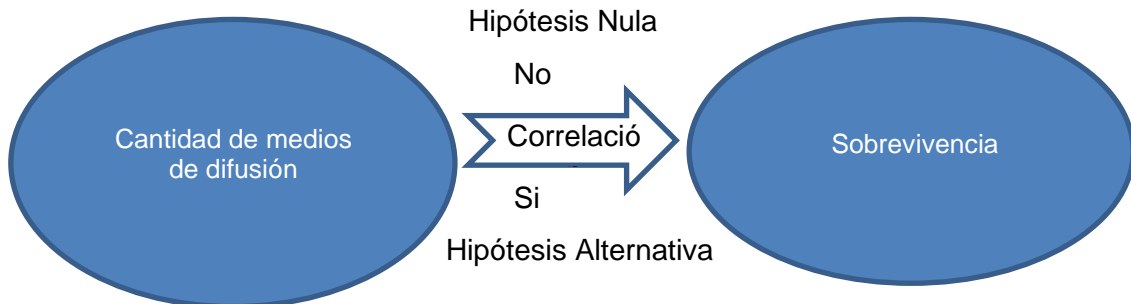 Hipótesis Nula
No
Cantidad de medios
de difusión
Correlació
Sobrevivencia
Si
Hipótesis Alternativa